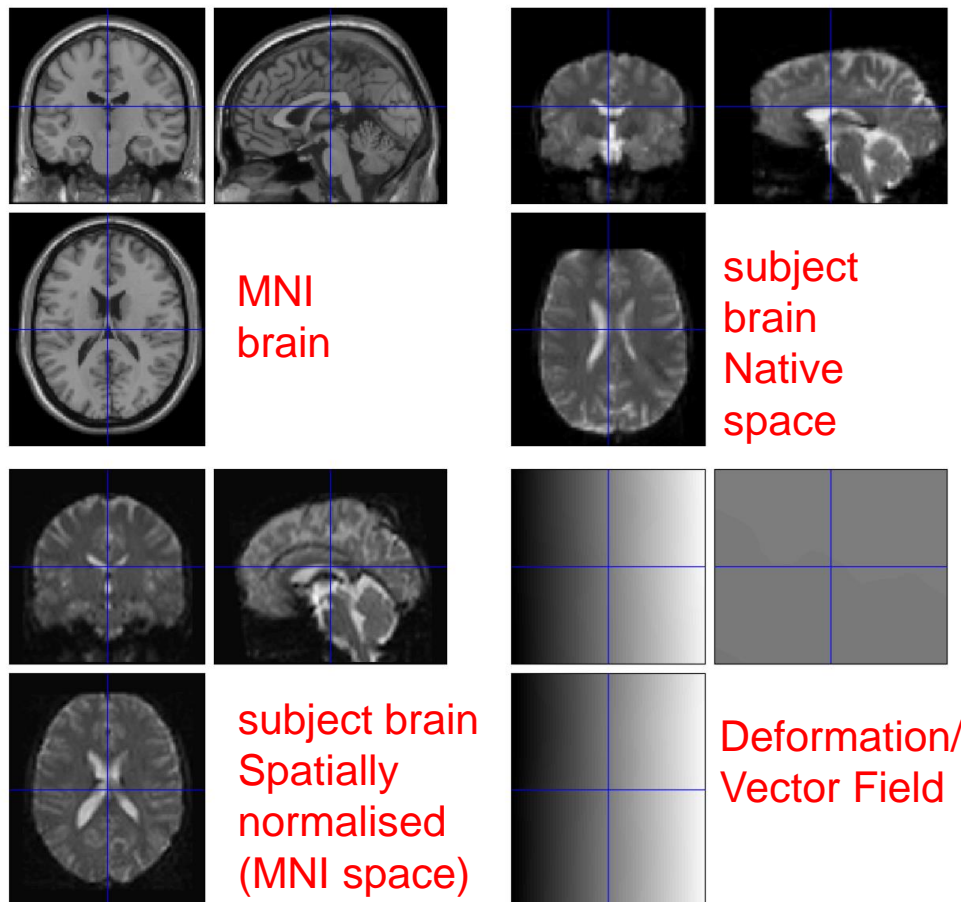 MNI
brain
subject
brain
Native
space
subject brain
Spatially
normalised
(MNI space)
Deformation/
Vector Field